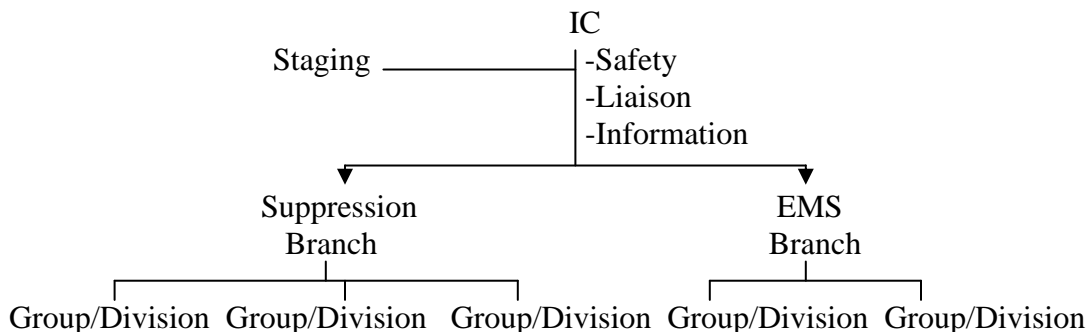 IC
Staging
-Safety
-Liaison
-Information
Suppression
Branch
EMS
Branch
Group/Division Group/Division Group/Division Group/Division Group/Division